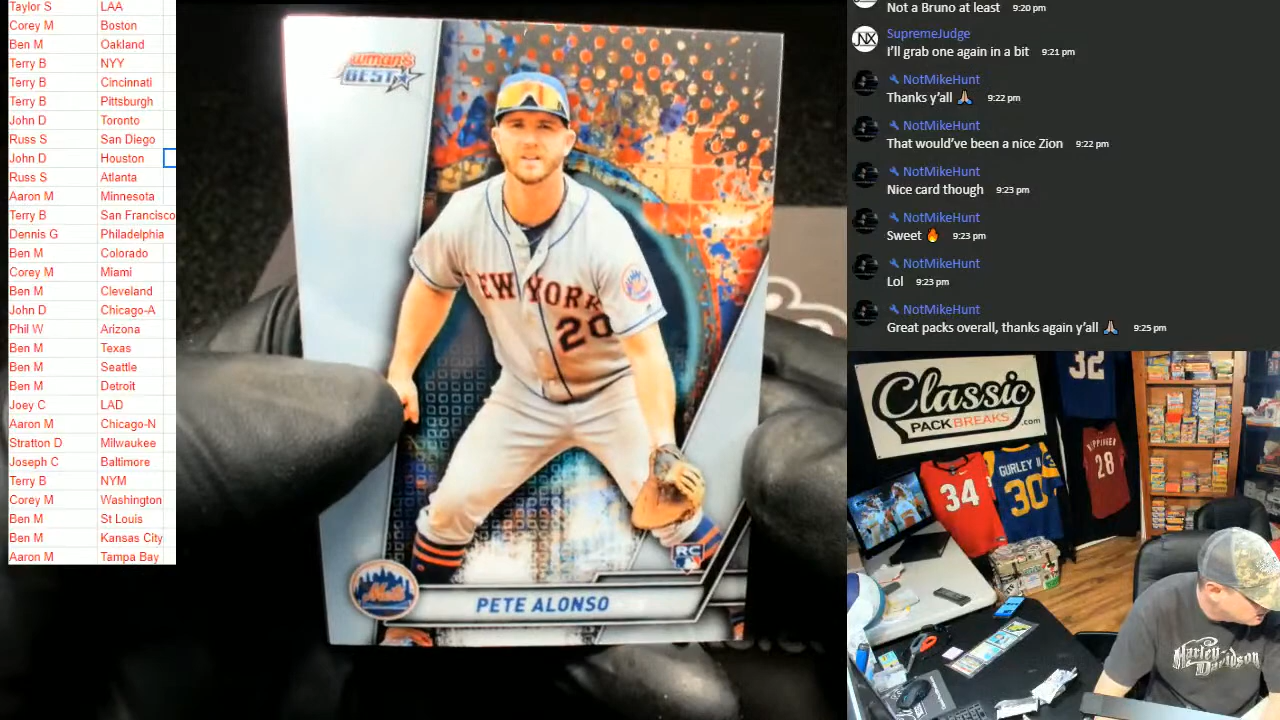 Taylor S LAA
Corey M Boston
Ben M Oakland
Terry B NYY
Terry B Cincinnati
Terry B Pittsburgh
John D Toronto
Russ S San Diego
John D Houston
Russ S Atlanta
Aaron M Minnesota
Terry B San Francisco
Dennis G Philadelphia
Ben M Colorado
Corey M Miami
Ben M Cleveland
John D Chicago-A
Phil W Arizona
Ben M Texas
Ben M Seattle
Ben M Detroit
Joey C LAD
Aaron M Chicago-N
Stratton D Milwaukee
Joseph C Baltimore
Terry B NYM
Corey M Washington
Ben M St Louis
Ben M Kansas City
Aaron M Tampa Bay
wman's
BEST
EW YORK
20
Mets
RC
PETE ALONSO
Not a Bruno at least 9:20 pm
NX
SupremeJudge
I'll grab one again in a bit 9:21 pm
NotMikeHunt
Thanks y'all 🙏🏽 9:22 pm
NotMikeHunt
That would've been a nice Zion 9:22 pm
NotMikeHunt
Nice card though 9:23 pm
NotMikeHunt
Sweet 🔥 9:23 pm
NotMikeHunt
Lol 9:23 pm
NotMikeHunt
Great packs overall, thanks again y'all 🙏🏽 9:25 pm
Classic
PACKBREAKS.COM
32
34
GURLEY II
30
28
Harley-Davidson